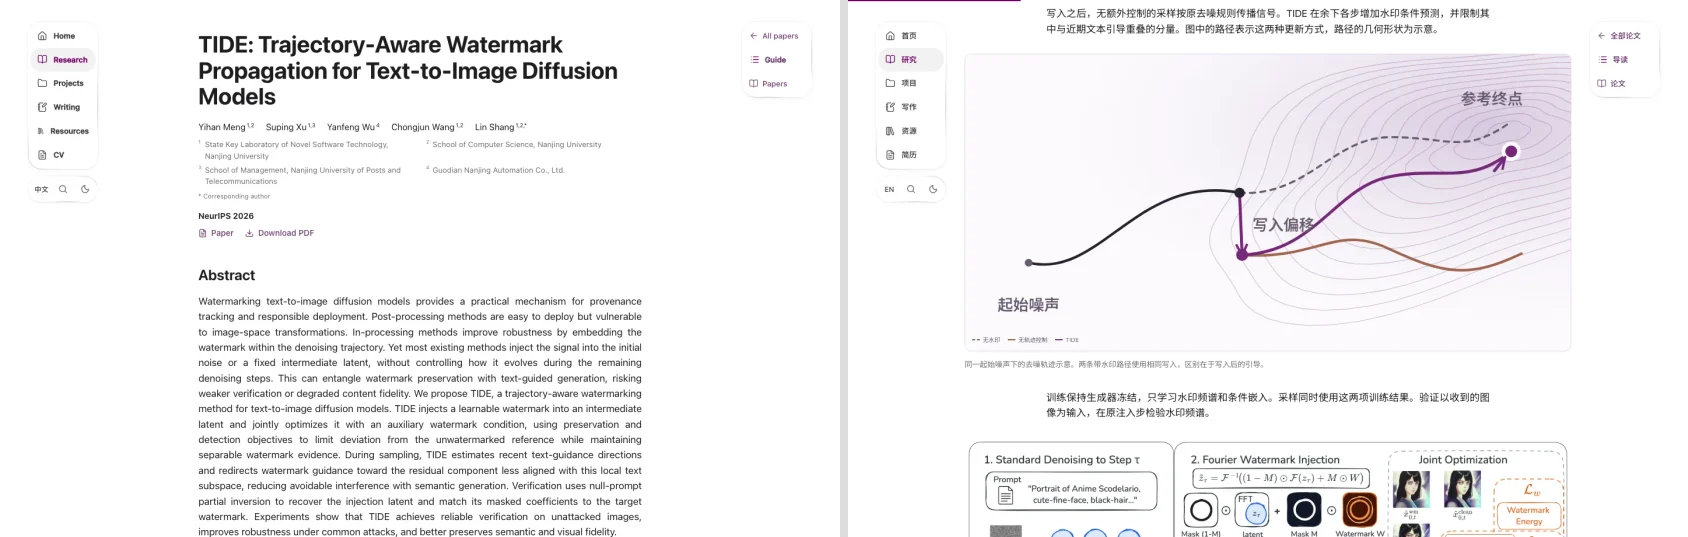 Home
Research
Projects
Writing
Resources
CV
中文
TIDE: Trajectory-Aware Watermark
Propagation for Text-to-Image Diffusion
Models
Yihan Meng 1,2 Suping Xu 1,3 Yanfeng Wu 4 Chongjun Wang 1,2 Lin Shang 1,2,*
1 State Key Laboratory of Novel Software Technology,
Nanjing University
2 School of Computer Science, Nanjing University
3 School of Management, Nanjing University of Posts and
Telecommunications
4 Guodian Nanjing Automation Co., Ltd.
* Corresponding author
NeurIPS 2026
Paper Download PDF
Abstract
Watermarking text-to-image diffusion models provides a practical mechanism for provenance
tracking and responsible deployment. Post-processing methods are easy to deploy but vulnerable
to image-space transformations. In-processing methods improve robustness by embedding the
watermark within the denoising trajectory. Yet most existing methods inject the signal into the initial
noise or a fixed intermediate latent, without controlling how it evolves during the remaining
denoising steps. This can entangle watermark preservation with text-guided generation, risking
weaker verification or degraded content fidelity. We propose TIDE, a trajectory-aware watermarking
method for text-to-image diffusion models. TIDE injects a learnable watermark into an intermediate
latent and jointly optimizes it with an auxiliary watermark condition, using preservation and
detection objectives to limit deviation from the unwatermarked reference while maintaining
separable watermark evidence. During sampling, TIDE estimates recent text-guidance directions
and redirects watermark guidance toward the residual component less aligned with this local text
subspace, reducing avoidable interference with semantic generation. Verification uses null-prompt
partial inversion to recover the injection latent and match its masked coefficients to the target
watermark. Experiments show that TIDE achieves reliable verification on unattacked images,
improves robustness under common attacks, and better preserves semantic and visual fidelity.
All papers
Guide
Papers
首页
研究
项目
写作
资源
简历
EN
写入之后，无额外控制的采样按原去噪规则传播信号。TIDE 在余下各步增加水印条件预测，并限制其
中与近期文本引导重叠的分量。图中的路径表示这两种更新方式，路径的几何形状为示意。
参考终点
写入偏移
起始噪声
无水印 无轨迹控制 TIDE
同一起始噪声下的去噪轨迹示意。两条带水印路径使用相同写入，区别在于写入后的引导。
训练保持生成器冻结，只学习水印频谱和条件嵌入。采样同时使用这两项训练结果。验证以收到的图
像为输入，在原注入步检验水印频谱。
1. Standard Denoising to Step τ
Prompt
"Portrait of Anime Scodelario,
cute-fine-face, black-hair..."
2. Fourier Watermark Injection
z̃τ = F⁻¹((1 − M) ⊙ F(zτ) + M ⊙ W)
FFT
zτ
Mask (1-M) latent Mask M Watermark W
Joint Optimization
ℒw
Watermark
Energy
全部论文
导读
论文